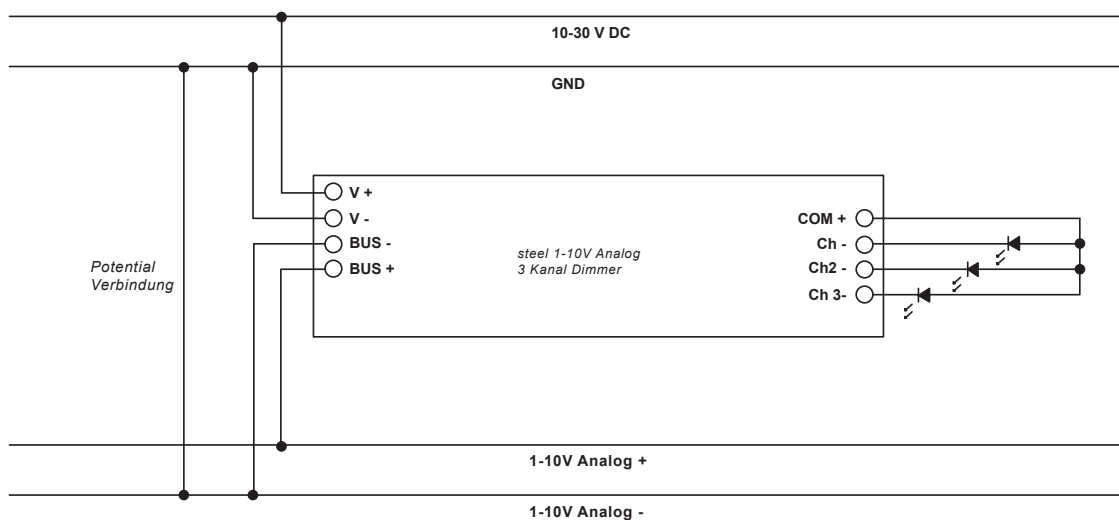 10-30 V DC
GND
V +
V -
BUS -
BUS +
steel 1-10V Analog
3 Kanal Dimmer
COM +
Ch -
Ch2 -
Ch 3-
Potential
Verbindung
1-10V Analog +
1-10V Analog -